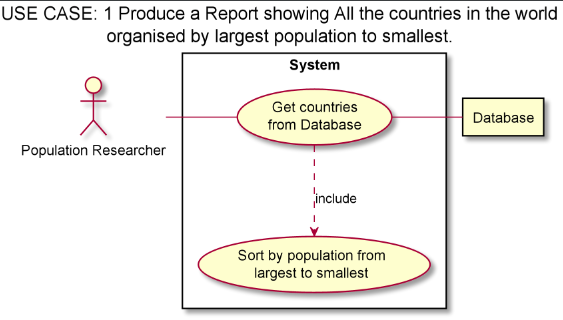 USE CASE: 1 Produce a Report showing All the countries in the world
organised by largest population to smallest.
System
Get countries
from Database
Database
Population Researcher
include
Sort by population from
largest to smallest